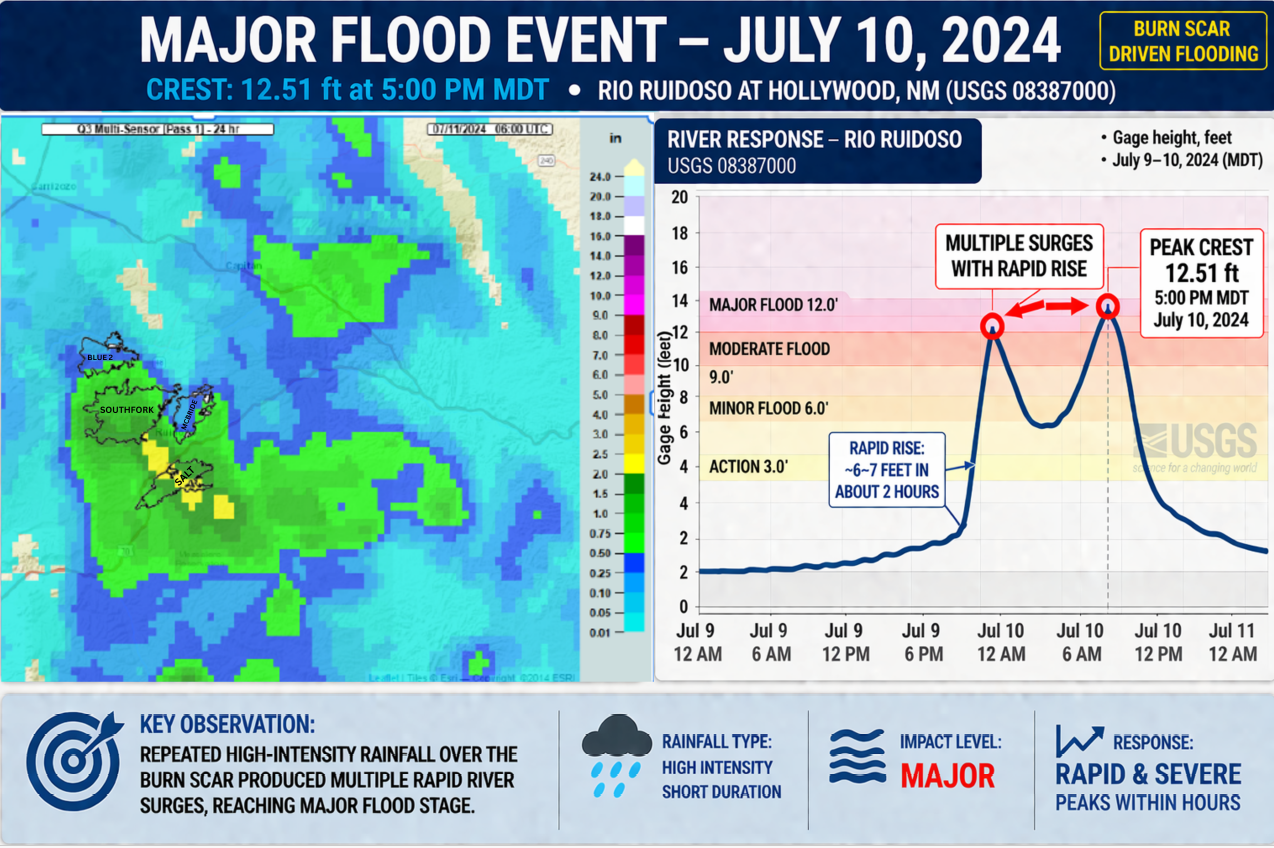 MAJOR FLOOD EVENT – JULY 10, 2024
BURN SCAR
DRIVEN FLOODING
CREST: 12.51 ft at 5:00 PM MDT • RIO RUIDOSO AT HOLLYWOOD, NM (USGS 08387000)
Q3 Multi-Sensor (Pass 1) - 24 hr
07/11/2024 06:00 UTC
in
24.0
20.0
18.0
16.0
14.0
12.0
10.0
9.0
8.0
7.0
6.0
5.0
4.0
3.0
2.5
2.0
1.5
1.0
0.75
0.50
0.25
0.10
0.05
0.01
Carrizozo
Capitan
BLUE2
SOUTHFORK
MCBRIDE
SALT
RIVER RESPONSE – RIO RUIDOSO
USGS 08387000
• Gage height, feet
• July 9–10, 2024 (MDT)
Gage Height (feet)
20
18
16
14
12
10
8
6
4
4
2
2
0
MULTIPLE SURGES
WITH RAPID RISE
PEAK CREST
12.51 ft
5:00 PM MDT
July 10, 2024
MAJOR FLOOD 12.0'
MODERATE FLOOD
9.0'
MINOR FLOOD 6.0'
ACTION 3.0'
RAPID RISE:
~6–7 FEET IN
ABOUT 2 HOURS
USGS
science for a changing world
Jul 9 Jul 9 Jul 9 Jul 9 Jul 10 Jul 10 Jul 10 Jul 11
12 AM 6 AM 12 PM 6 PM 12 AM 6 AM 12 PM 12 AM
KEY OBSERVATION:
REPEATED HIGH-INTENSITY RAINFALL OVER THE
BURN SCAR PRODUCED MULTIPLE RAPID RIVER
SURGES, REACHING MAJOR FLOOD STAGE.
RAINFALL TYPE:
HIGH INTENSITY
SHORT DURATION
IMPACT LEVEL:
MAJOR
RESPONSE:
RAPID & SEVERE
PEAKS WITHIN HOURS